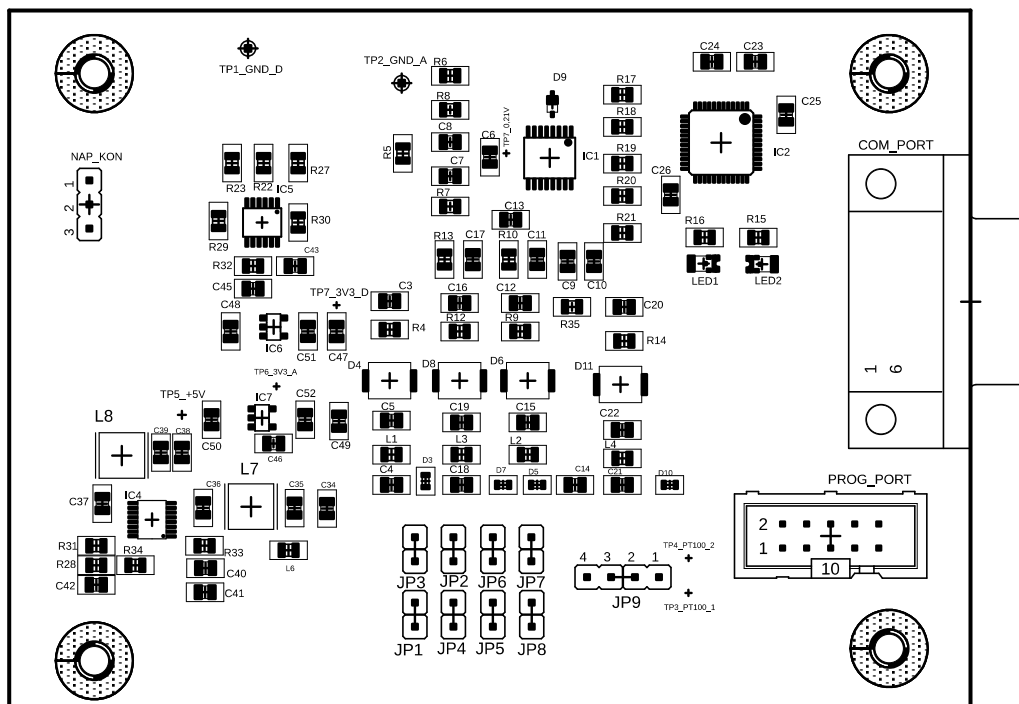 C24
C23
TP1_GND_D
TP2_GND_A
R6
D9
R17
R8
C25
R18
C8
C6
TP7_0.21V
R5
IC1
IC2
NAP_KON
1
2
3
R23
R22
IC5
R27
C7
R19
C26
R20
R7
C13
R21
COM_PORT
1
6
R29
R30
R13
C17
R10
C11
R16
R15
R32
C43
C9
C10
LED1
LED2
C45
TP7_3V3_D
C3
C16
C12
C20
C48
IC6
C51
C47
R4
R12
R9
R35
R14
TP6_3V3_A
D4
D8
D6
D11
TP5_+5V
IC7
C52
L8
C39
C38
C50
C46
C49
C5
C19
C15
C22
L1
L3
L2
L4
L7
D3
C4
C18
D7
D5
C14
C21
D10
C37
IC4
C36
C35
C34
PROG_PORT
2
1
10
R31
R34
R33
R28
C40
L6
C42
C41
JP3
JP2
JP6
JP7
4
3
2
1
JP9
TP4_PT100_2
TP3_PT100_1
JP1
JP4
JP5
JP8